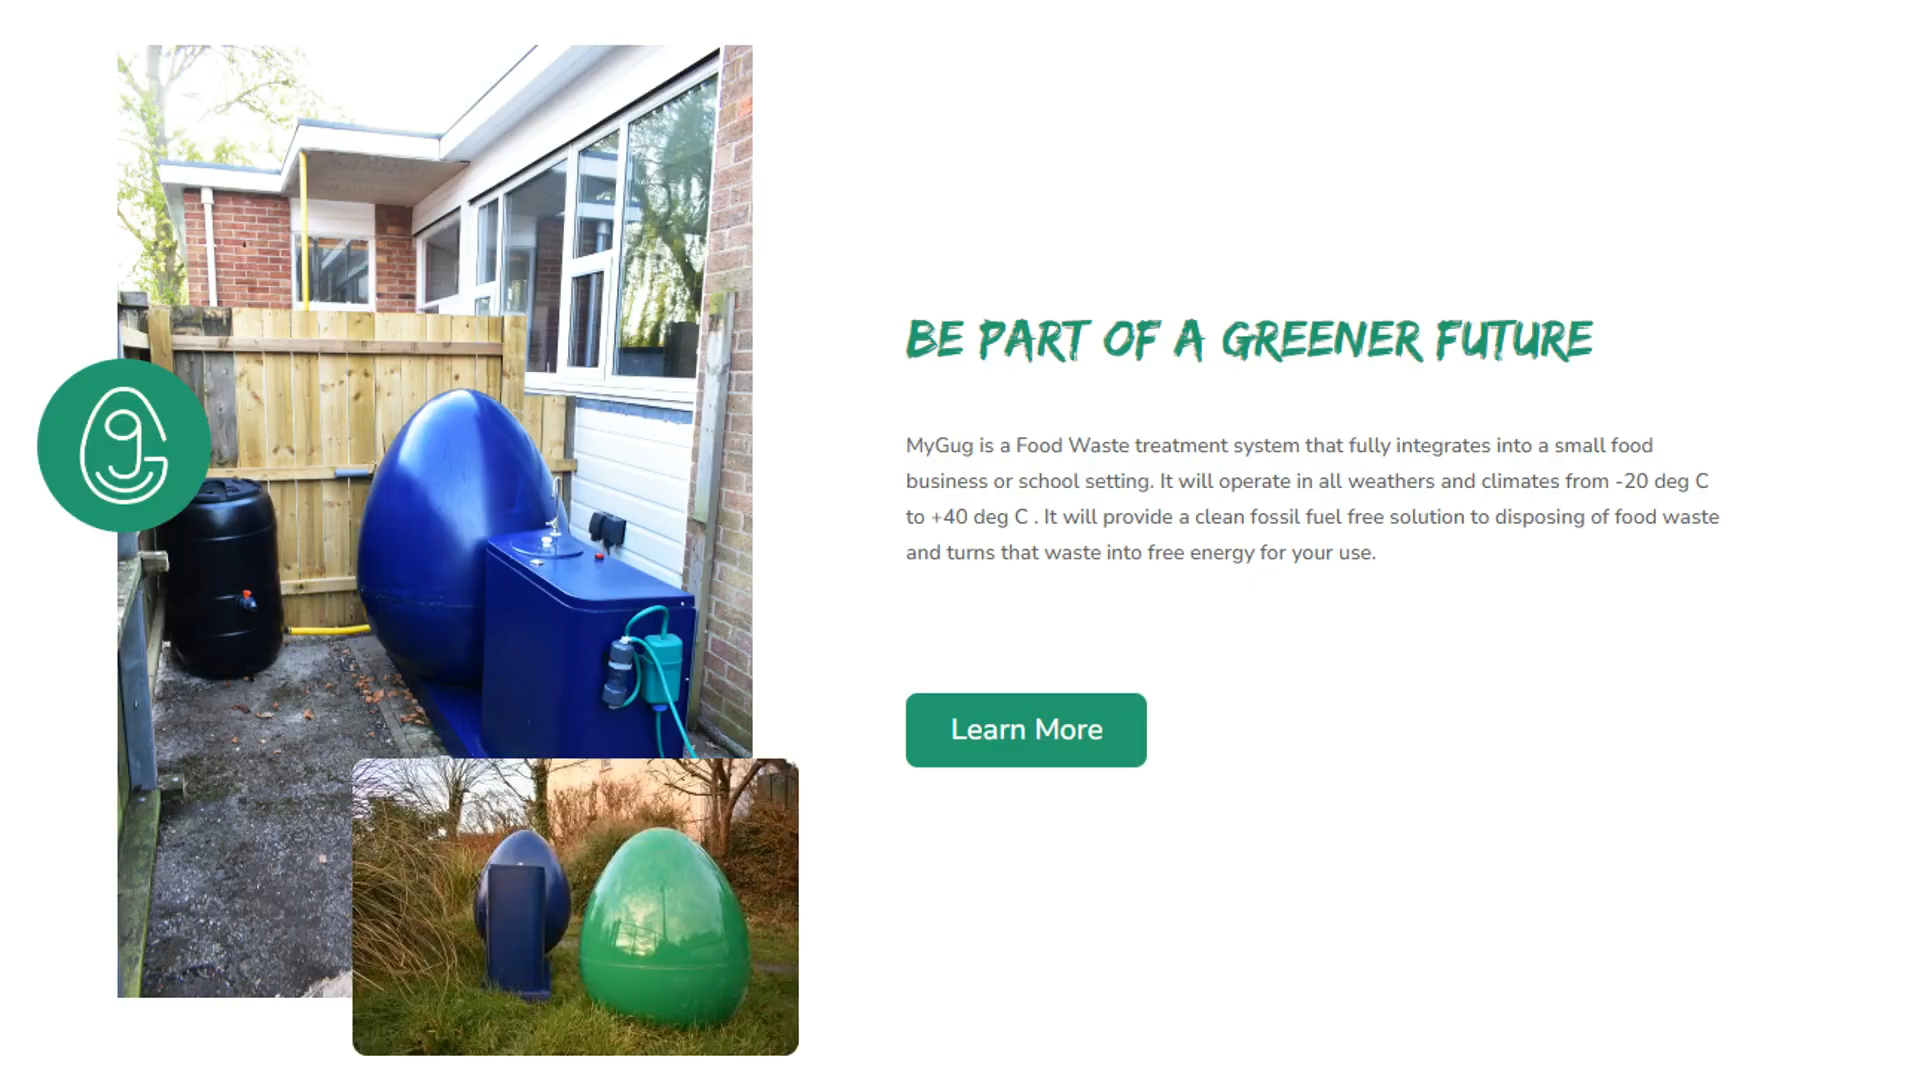 BE PART OF A GREENER FUTURE
MyGug is a Food Waste treatment system that fully integrates into a small food
business or school setting. It will operate in all weathers and climates from -20 deg C
to +40 deg C . It will provide a clean fossil fuel free solution to disposing of food waste
and turns that waste into free energy for your use.
Learn More